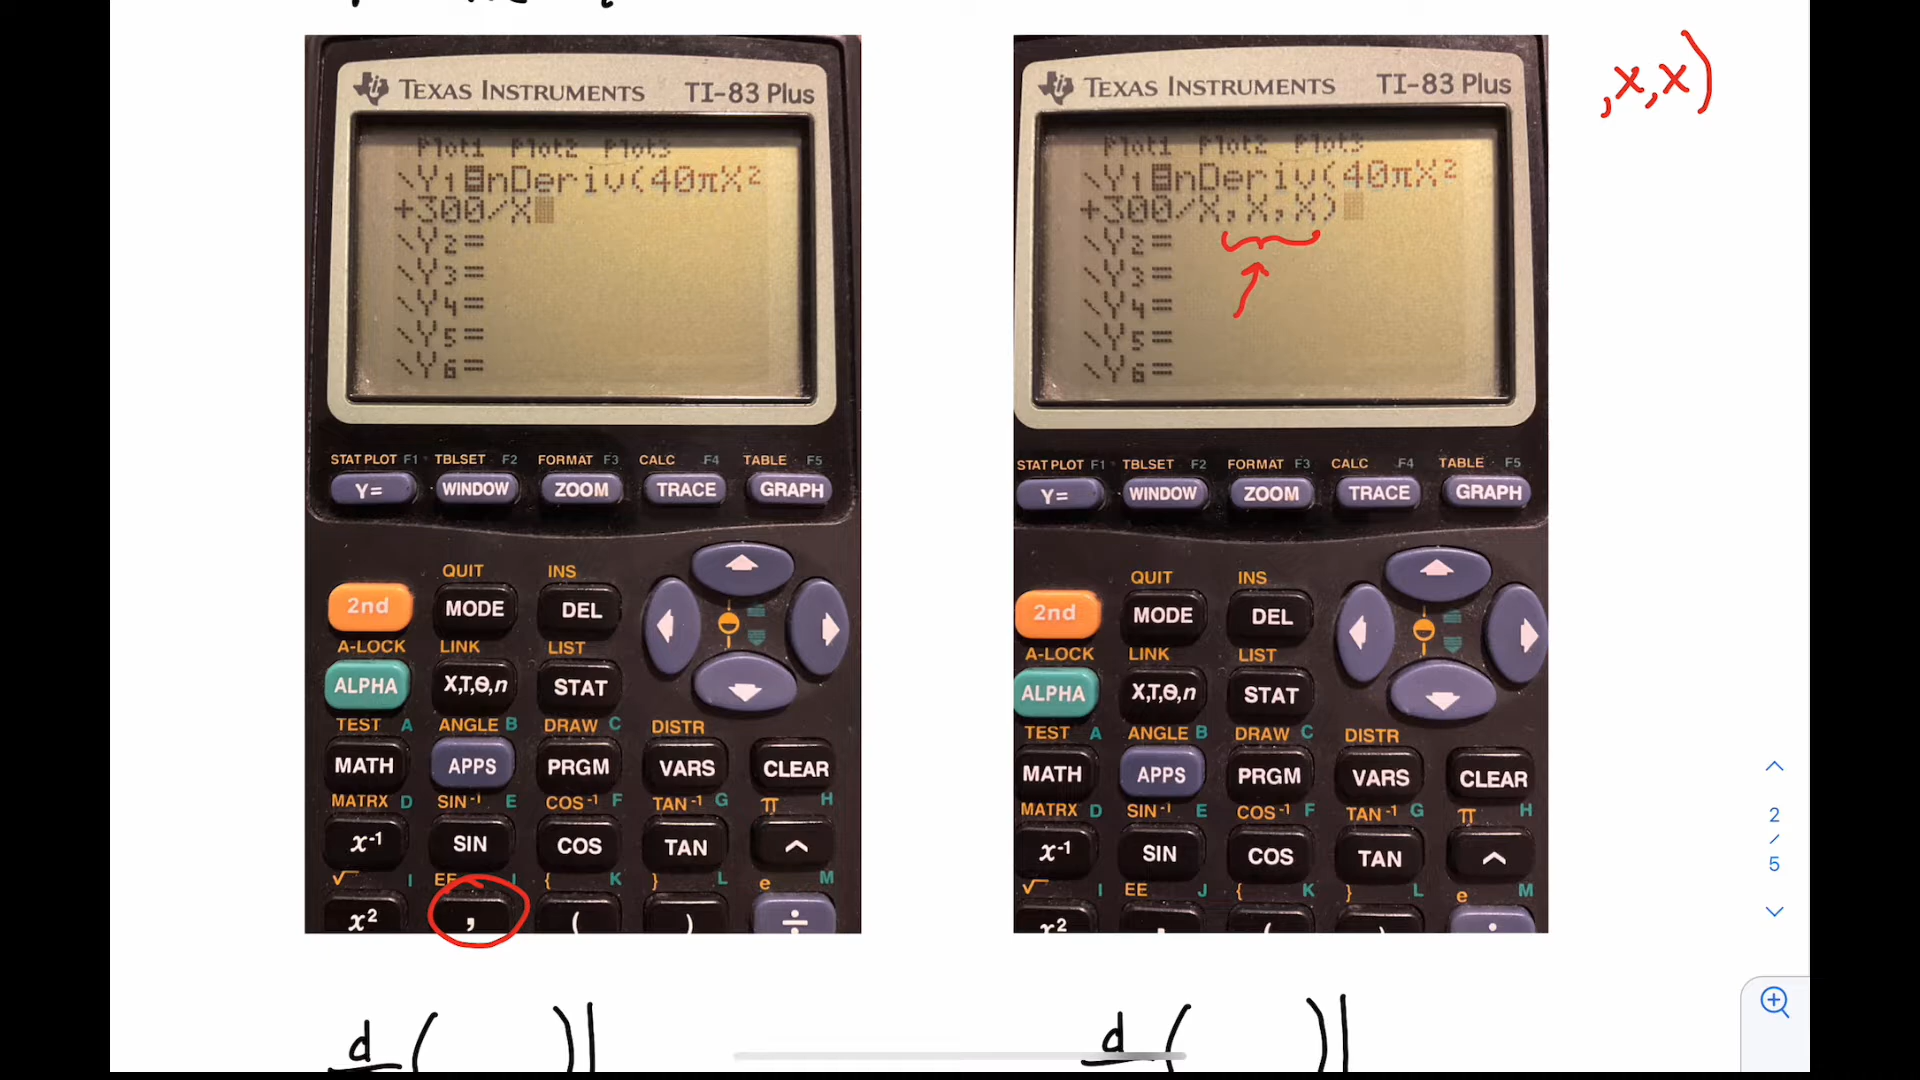 ,x,x)
TEXAS INSTRUMENTS TI-83 Plus
Plot1 Plot2 Plot3
\Y1=nDeriv(40πX²
+300/X
\Y2=
\Y3=
\Y4=
\Y5=
\Y6=
STAT PLOT F1 TBLSET F2 FORMAT F3 CALC F4 TABLE F5
Y= WINDOW ZOOM TRACE GRAPH
QUIT INS
2nd MODE DEL
A-LOCK LINK LIST
ALPHA X,T,Θ,n STAT
TEST A ANGLE B DRAW C DISTR
MATH APPS PRGM VARS CLEAR
MATRX D SIN⁻¹ E COS⁻¹ F TAN⁻¹ G π H
x⁻¹ SIN COS TAN ^
√ I EE J { K } L e M
x² , ( ) ÷
TEXAS INSTRUMENTS TI-83 Plus
Plot1 Plot2 Plot3
\Y1=nDeriv(40πX²
+300/X,X,X)
\Y2=
\Y3=
\Y4=
\Y5=
\Y6=
STAT PLOT F1 TBLSET F2 FORMAT F3 CALC F4 TABLE F5
Y= WINDOW ZOOM TRACE GRAPH
QUIT INS
2nd MODE DEL
A-LOCK LINK LIST
ALPHA X,T,Θ,n STAT
TEST A ANGLE B DRAW C DISTR
MATH APPS PRGM VARS CLEAR
MATRX D SIN⁻¹ E COS⁻¹ F TAN⁻¹ G π H
x⁻¹ SIN COS TAN ^
√ I EE J { K } L e M
x² , ( ) ÷
2
/
5
d ( )|
d ( )|